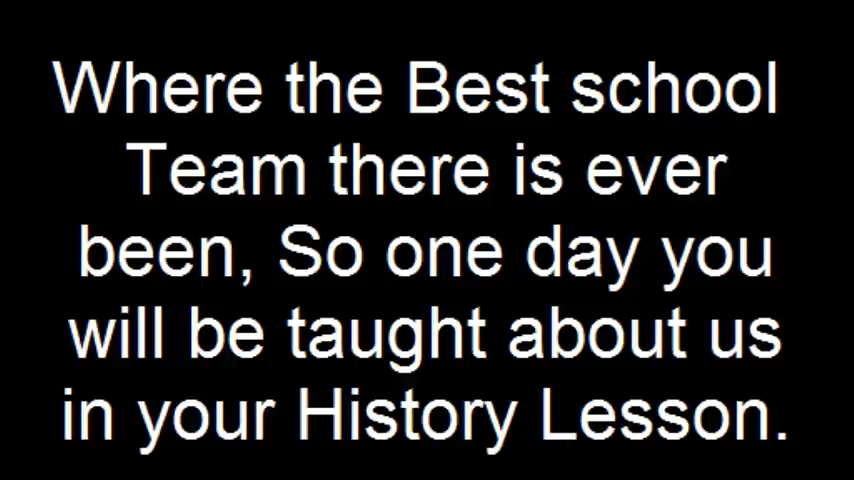 Where the Best school
Team there is ever
been, So one day you
will be taught about us
in your History Lesson.